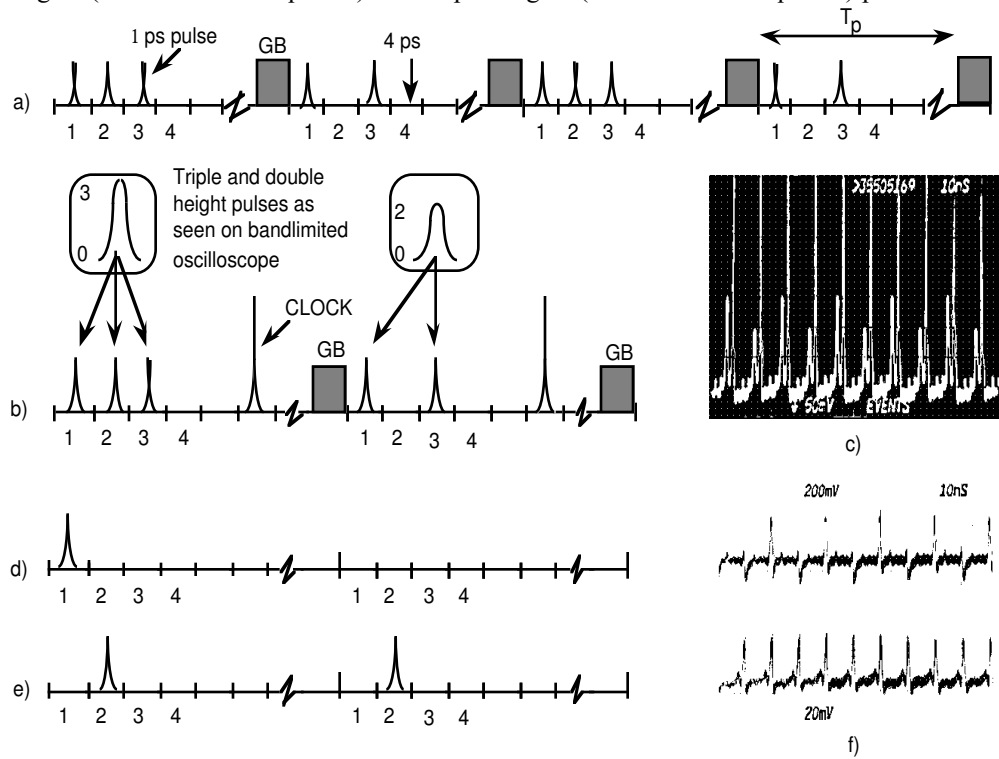 1 ps pulse
GB
4 ps
T_p
a)
1 2 3 4
1 2 3 4
1 2 3 4
1 2 3 4
3
0
Triple and double
height pulses as
seen on bandlimited
oscilloscope
2
0
CLOCK
GB
GB
b)
1 2 3 4
1 2 3 4
10nS
EVENTS
c)
200mV 10nS
d)
1 2 3 4
1 2 3 4
e)
1 2 3 4
1 2 3 4
20mV
f)